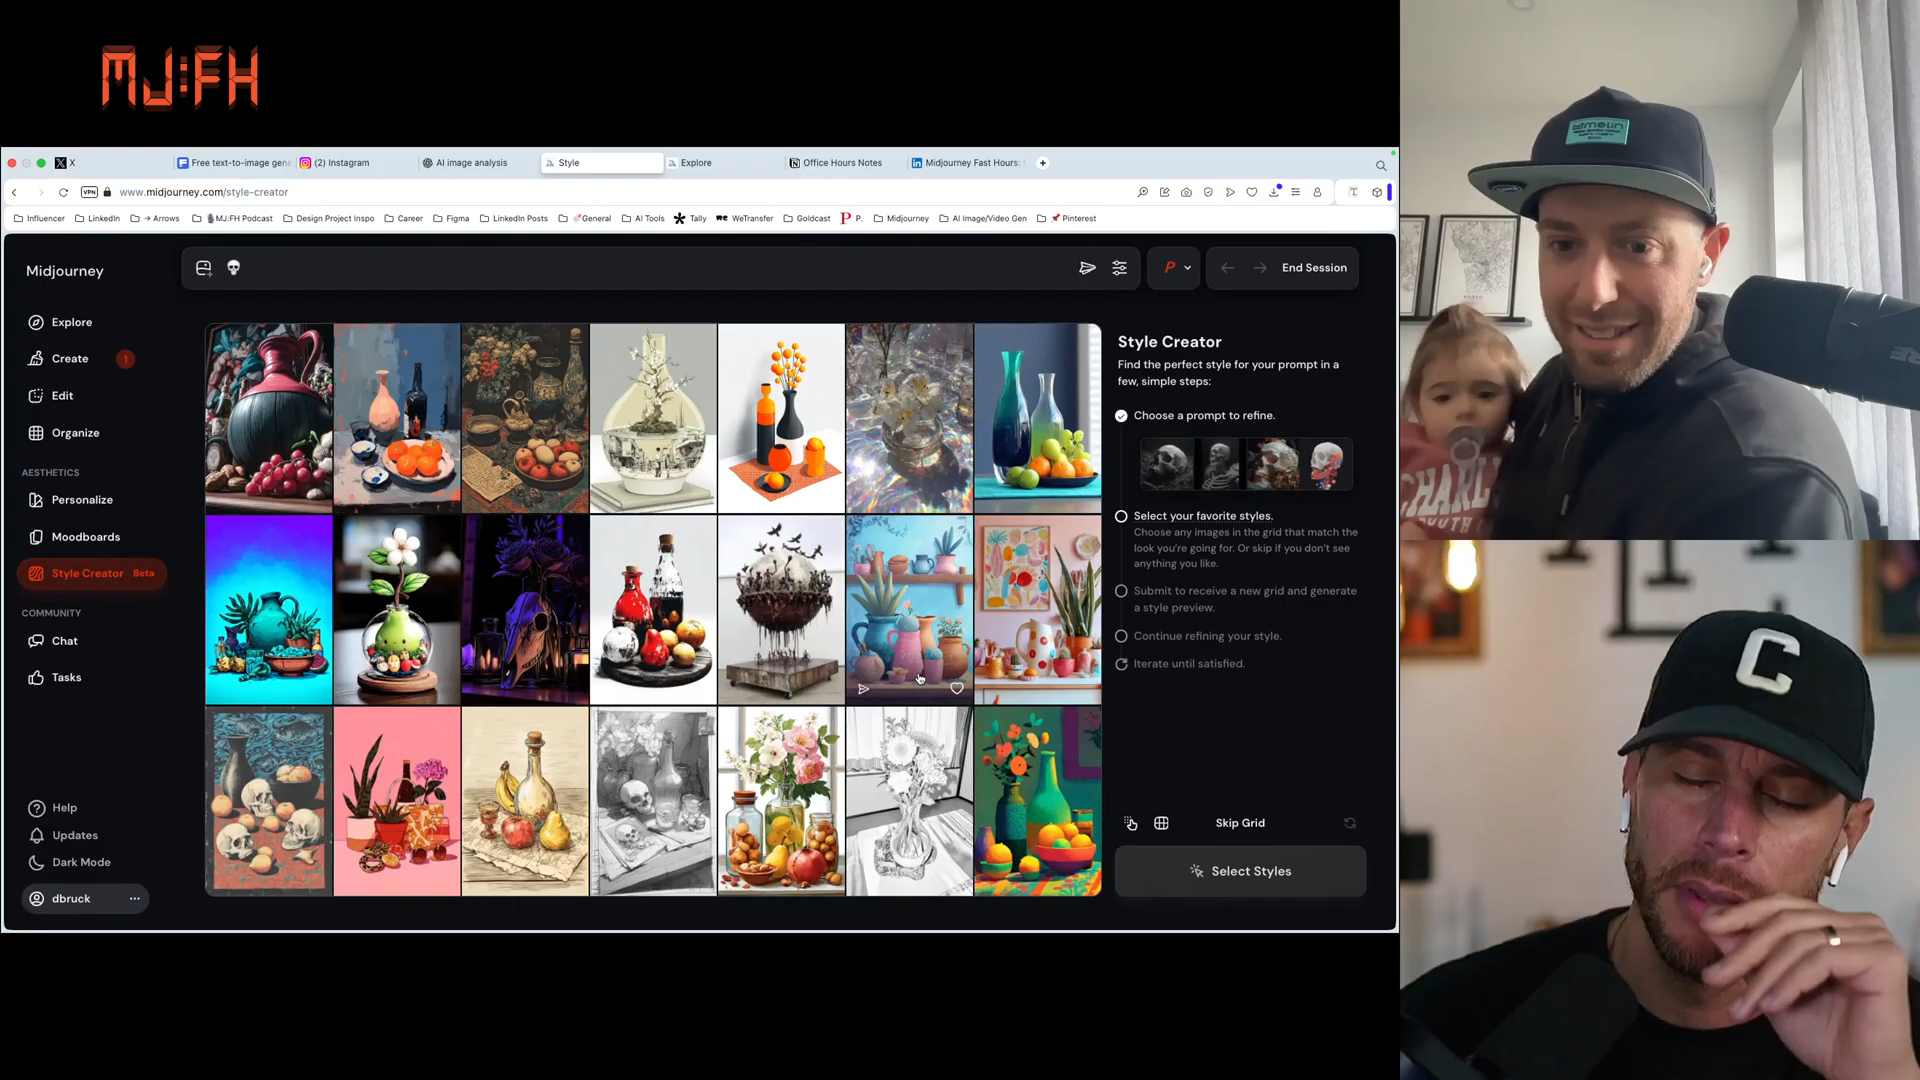 MJ:FH
X
Free text-to-image gene
(2) Instagram
AI image analysis
Style
Explore
Office Hours Notes
Midjourney Fast Hours:
VPN
www.midjourney.com/style-creator
Influencer
LinkedIn
→ Arrows
MJ:FH Podcast
Design Project Inspo
Career
Figma
LinkedIn Posts
General
AI Tools
Tally
WeTransfer
Goldcast
P.
Midjourney
AI Image/Video Gen
Pinterest
Midjourney
End Session
Explore
Create
1
Edit
Organize
AESTHETICS
Personalize
Moodboards
Style Creator Beta
COMMUNITY
Chat
Tasks
Help
Updates
Dark Mode
dbruck
Style Creator
Find the perfect style for your prompt in a
few, simple steps:
Choose a prompt to refine.
Select your favorite styles.
Choose any images in the grid that match the
look you're going for. Or skip if you don't see
anything you like.
Submit to receive a new grid and generate
a style preview.
Continue refining your style.
Iterate until satisfied.
Skip Grid
Select Styles
melin
C